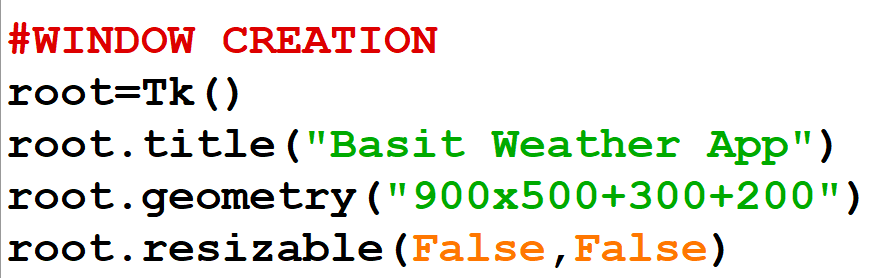 #WINDOW CREATION
root=Tk()
root.title("Basit Weather App")
root.geometry("900x500+300+200")
root.resizable(False,False)